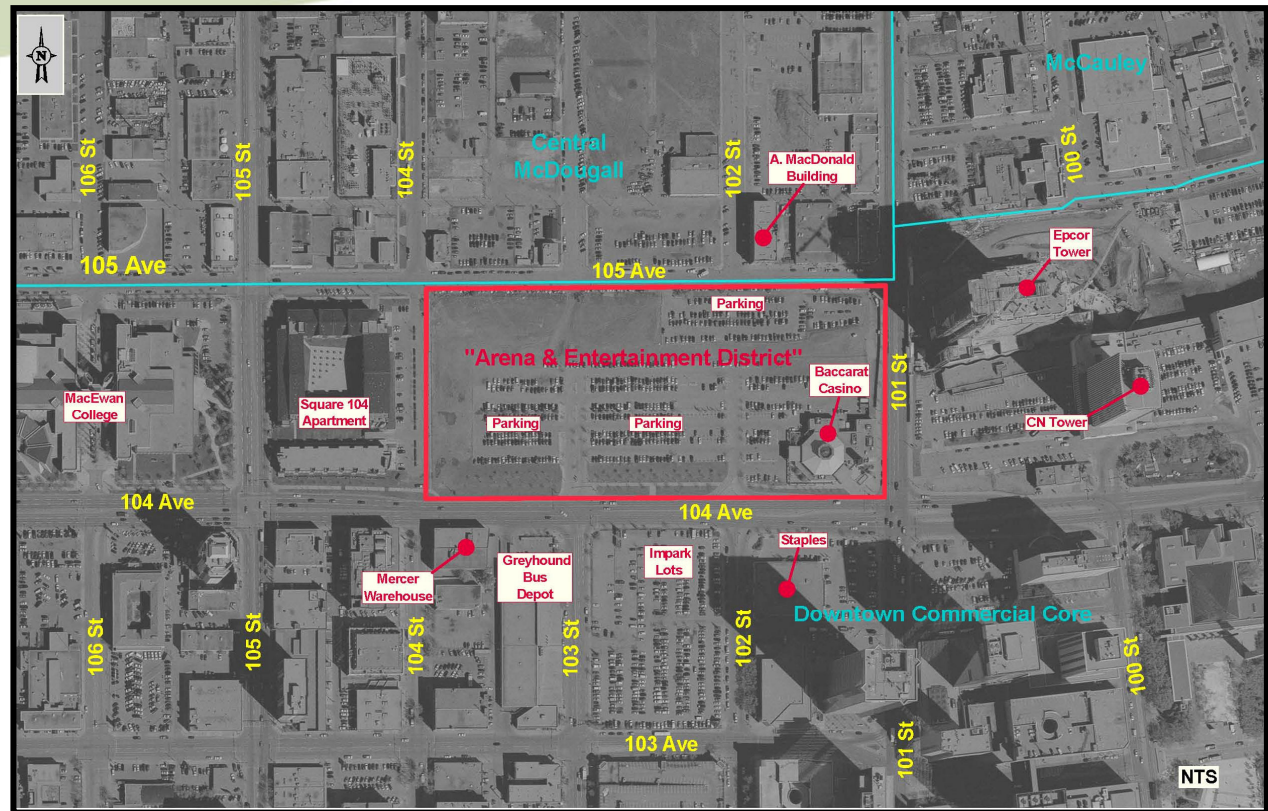 N
McCauley
Central
McDougall
106 St
105 St
104 St
102 St
100 St
A. MacDonald
Building
Epcor
Tower
105 Ave
105 Ave
Parking
"Arena & Entertainment District"
Baccarat
Casino
101 St
MacEwan
College
Square 104
Apartment
Parking
Parking
CN Tower
104 Ave
104 Ave
Staples
Impark
Lots
Greyhound
Bus
Depot
Mercer
Warehouse
Downtown Commercial Core
106 St
105 St
104 St
103 St
102 St
100 St
101 St
103 Ave
NTS